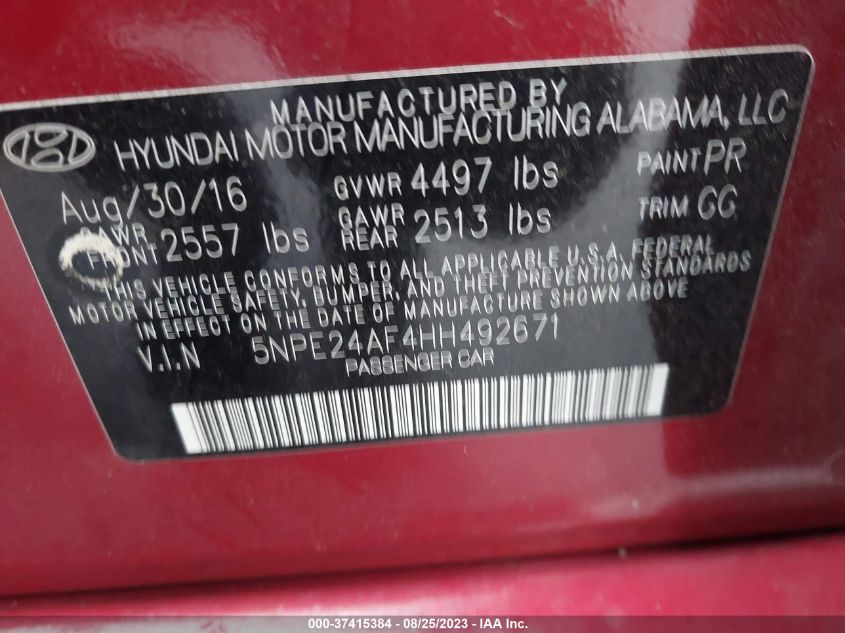 MANUFACTURED BY
HYUNDAI MOTOR MANUFACTURING ALABAMA, LLC
Aug/30/16 GVWR 4497 lbs PAINT PR
GAWR FRONT 2557 lbs GAWR REAR 2513 lbs TRIM GG
THIS VEHICLE CONFORMS TO ALL APPLICABLE U.S.A. FEDERAL
MOTOR VEHICLE SAFETY, BUMPER, AND THEFT PREVENTION STANDARDS
IN EFFECT ON THE DATE OF MANUFACTURE SHOWN ABOVE
V.I.N 5NPE24AF4HH492671
PASSENGER CAR
000-37415384 - 08/25/2023 - IAA Inc.